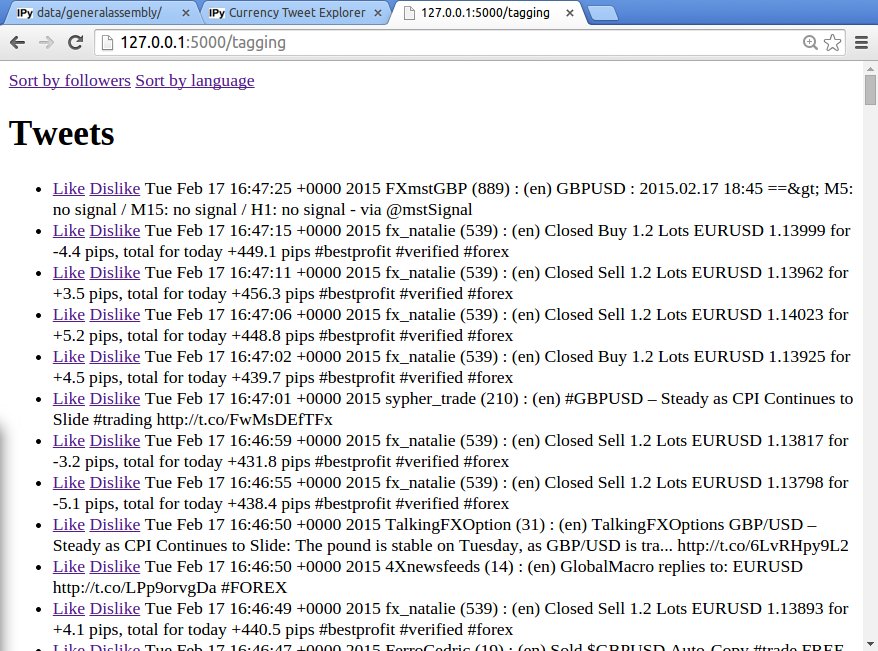 IPy data/generalassembly/ × IPy Currency Tweet Explorer × 127.0.0.1:5000/tagging ×
127.0.0.1:5000/tagging
Sort by followers Sort by language
Tweets
• Like Dislike Tue Feb 17 16:47:25 +0000 2015 FXmstGBP (889) : (en) GBPUSD : 2015.02.17 18:45 ==&gt; M5:
no signal / M15: no signal / H1: no signal - via @mstSignal
• Like Dislike Tue Feb 17 16:47:15 +0000 2015 fx_natalie (539) : (en) Closed Buy 1.2 Lots EURUSD 1.13999 for
-4.4 pips, total for today +449.1 pips #bestprofit #verified #forex
• Like Dislike Tue Feb 17 16:47:11 +0000 2015 fx_natalie (539) : (en) Closed Sell 1.2 Lots EURUSD 1.13962 for
+3.5 pips, total for today +456.3 pips #bestprofit #verified #forex
• Like Dislike Tue Feb 17 16:47:06 +0000 2015 fx_natalie (539) : (en) Closed Sell 1.2 Lots EURUSD 1.14023 for
+5.2 pips, total for today +448.8 pips #bestprofit #verified #forex
• Like Dislike Tue Feb 17 16:47:02 +0000 2015 fx_natalie (539) : (en) Closed Buy 1.2 Lots EURUSD 1.13925 for
+4.5 pips, total for today +439.7 pips #bestprofit #verified #forex
• Like Dislike Tue Feb 17 16:47:01 +0000 2015 sypher_trade (210) : (en) #GBPUSD – Steady as CPI Continues to
Slide #trading http://t.co/FwMsDEfTFx
• Like Dislike Tue Feb 17 16:46:59 +0000 2015 fx_natalie (539) : (en) Closed Sell 1.2 Lots EURUSD 1.13817 for
-3.2 pips, total for today +431.8 pips #bestprofit #verified #forex
• Like Dislike Tue Feb 17 16:46:55 +0000 2015 fx_natalie (539) : (en) Closed Sell 1.2 Lots EURUSD 1.13798 for
-5.1 pips, total for today +438.4 pips #bestprofit #verified #forex
• Like Dislike Tue Feb 17 16:46:50 +0000 2015 TalkingFXOption (31) : (en) TalkingFXOptions GBP/USD –
Steady as CPI Continues to Slide: The pound is stable on Tuesday, as GBP/USD is tra... http://t.co/6LvRHpy9L2
• Like Dislike Tue Feb 17 16:46:50 +0000 2015 4Xnewsfeeds (14) : (en) GlobalMacro replies to: EURUSD
http://t.co/LPp9orvgDa #FOREX
• Like Dislike Tue Feb 17 16:46:49 +0000 2015 fx_natalie (539) : (en) Closed Sell 1.2 Lots EURUSD 1.13893 for
+4.1 pips, total for today +440.5 pips #bestprofit #verified #forex
• Like Dislike Tue Feb 17 16:46:47 +0000 2015 FerroCedric (19) : (en) Sold $GBPUSD Auto-Copy #trade FREE